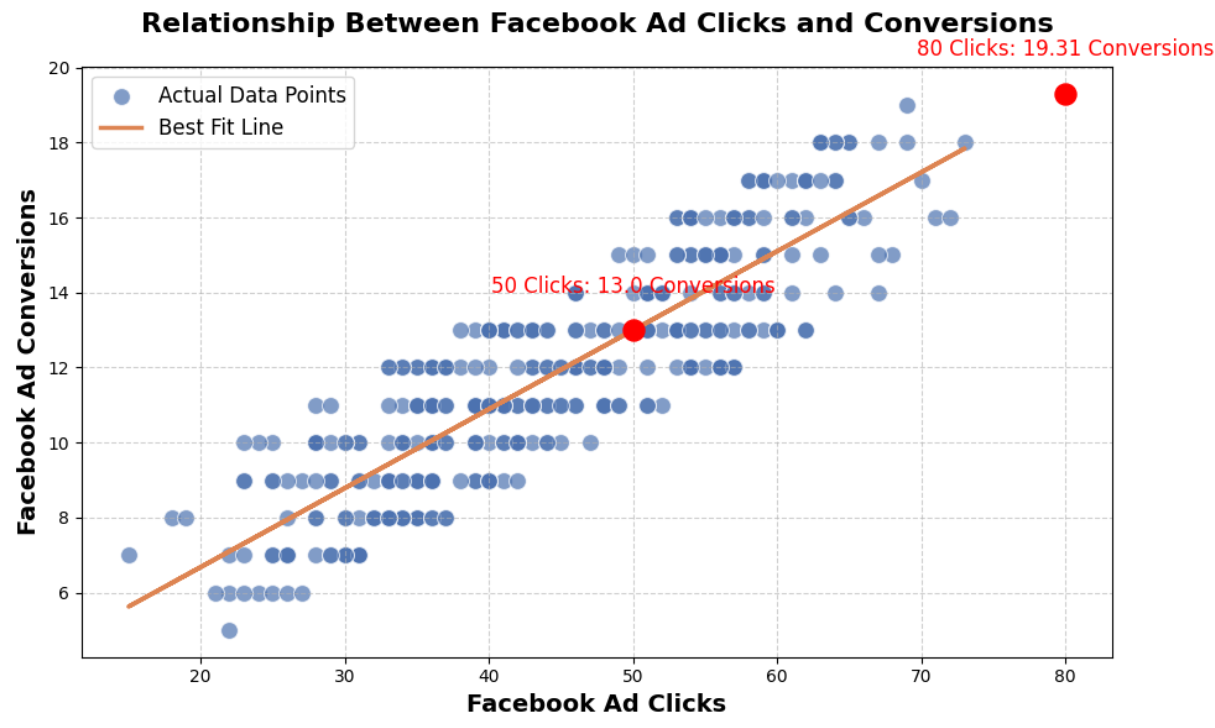 Relationship Between Facebook Ad Clicks and Conversions
80 Clicks: 19.31 Conversions
Actual Data Points
Best Fit Line
50 Clicks: 13.0 Conversions
Facebook Ad Conversions
20
18
16
14
12
10
8
6
20 30 40 50 60 70 80
Facebook Ad Clicks